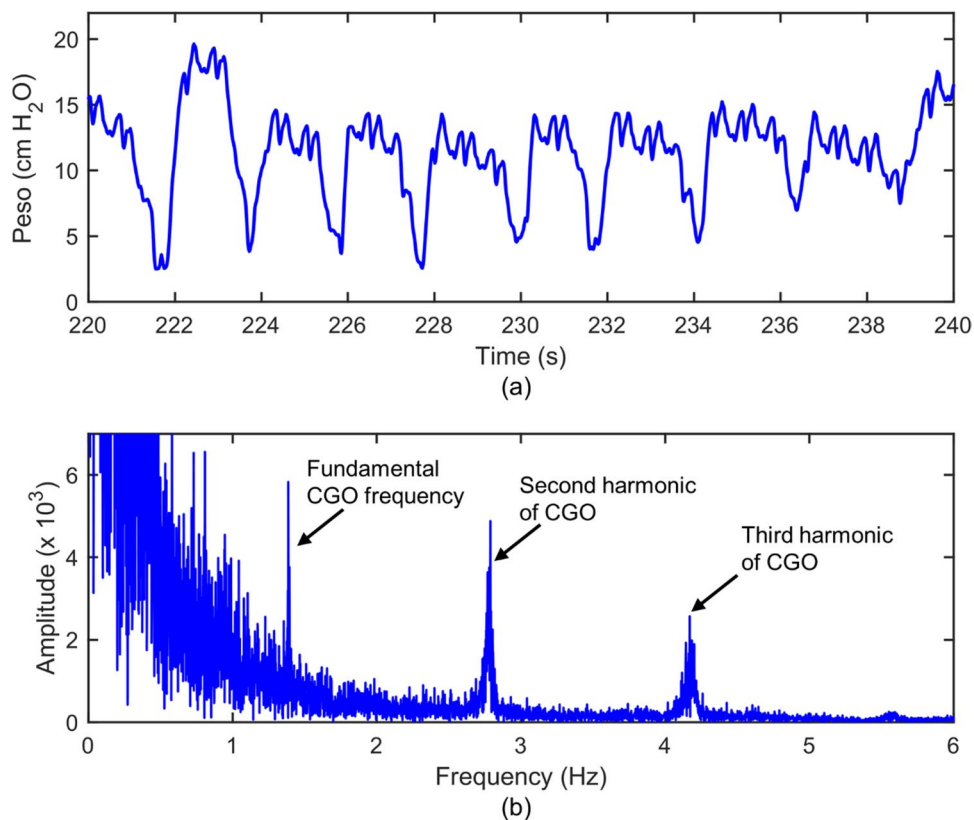 20
15
10
5
0
Peso (cm H₂O)
220 222 224 226 228 230 232 234 236 238 240
Time (s)
(a)
6
4
2
0
Amplitude (x 10³)
Fundamental
CGO frequency
Second harmonic
of CGO
Third harmonic
of CGO
0 1 2 3 4 5 6
Frequency (Hz)
(b)